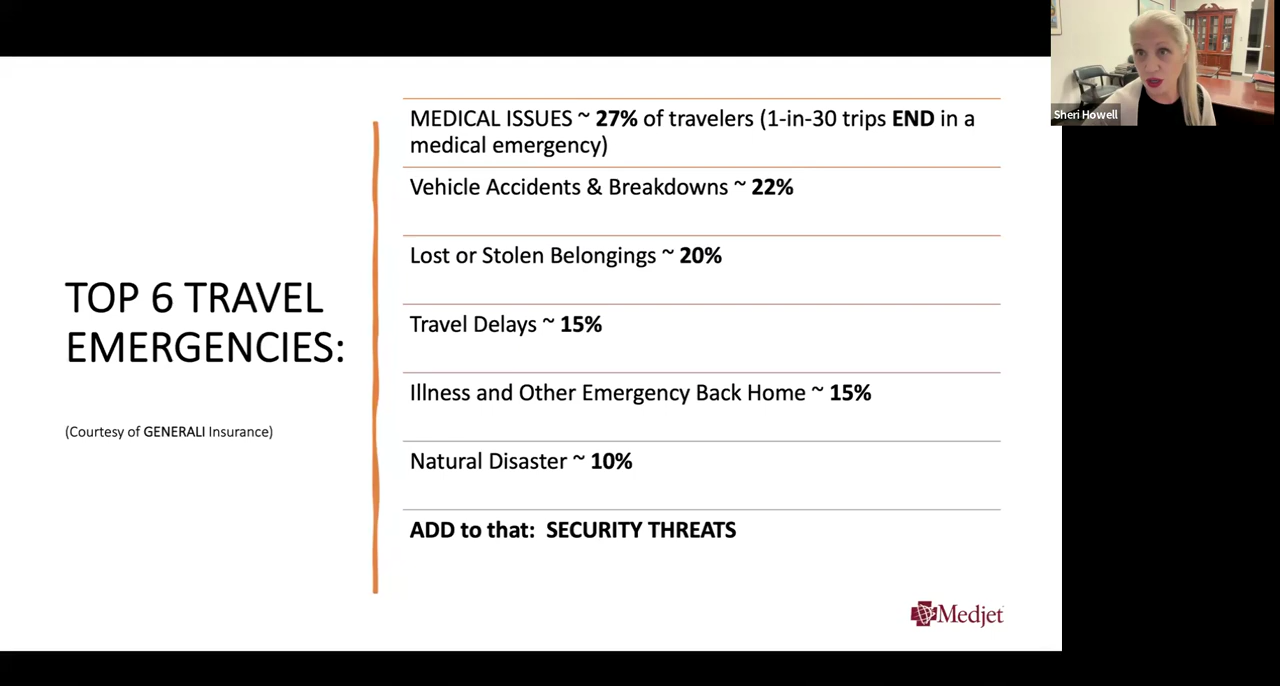 Sheri Howell
TOP 6 TRAVEL
EMERGENCIES:
(Courtesy of GENERALI Insurance)
MEDICAL ISSUES ~ 27% of travelers (1-in-30 trips END in a
medical emergency)
Vehicle Accidents & Breakdowns ~ 22%
Lost or Stolen Belongings ~ 20%
Travel Delays ~ 15%
Illness and Other Emergency Back Home ~ 15%
Natural Disaster ~ 10%
ADD to that: SECURITY THREATS
Medjet